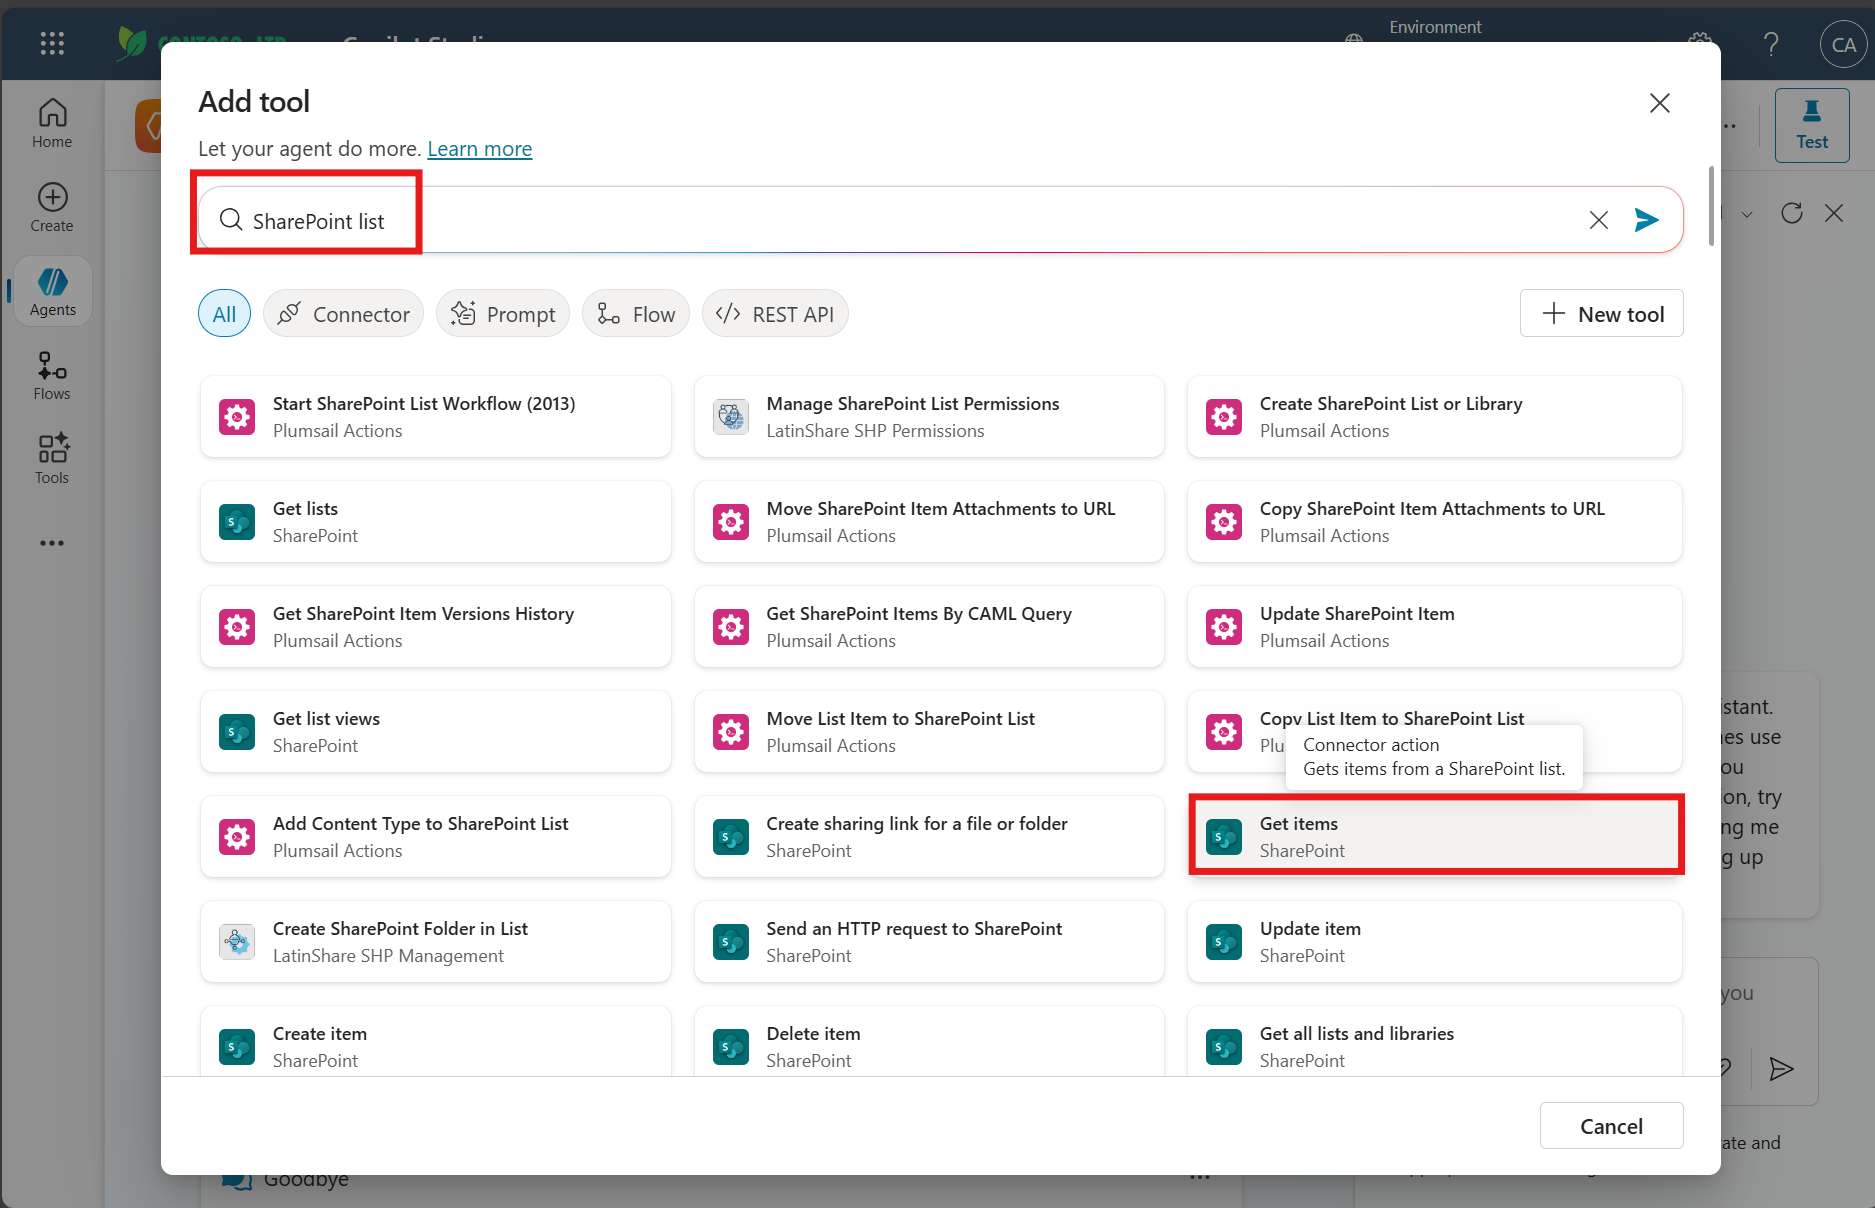 Environment
CA
Home
Create
Agents
Flows
Tools
Test
Add tool
Let your agent do more. Learn more
SharePoint list
All
Connector
Prompt
Flow
REST API
New tool
Start SharePoint List Workflow (2013)
Plumsail Actions
Manage SharePoint List Permissions
LatinShare SHP Permissions
Create SharePoint List or Library
Plumsail Actions
Get lists
SharePoint
Move SharePoint Item Attachments to URL
Plumsail Actions
Copy SharePoint Item Attachments to URL
Plumsail Actions
Get SharePoint Item Versions History
Plumsail Actions
Get SharePoint Items By CAML Query
Plumsail Actions
Update SharePoint Item
Plumsail Actions
Get list views
SharePoint
Move List Item to SharePoint List
Plumsail Actions
Copy List Item to SharePoint List
Plu
Connector action
Gets items from a SharePoint list.
Add Content Type to SharePoint List
Plumsail Actions
Create sharing link for a file or folder
SharePoint
Get items
SharePoint
Create SharePoint Folder in List
LatinShare SHP Management
Send an HTTP request to SharePoint
SharePoint
Update item
SharePoint
Create item
SharePoint
Delete item
SharePoint
Get all lists and libraries
SharePoint
Cancel
stant.
es use
ou
on, try
ng me
g up
you
ate and
Goodbye